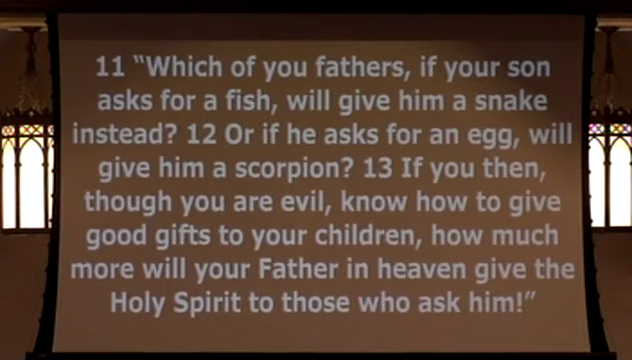 11 “Which of you fathers, if your son
asks for a fish, will give him a snake
instead? 12 Or if he asks for an egg, will
give him a scorpion? 13 If you then,
though you are evil, know how to give
good gifts to your children, how much
more will your Father in heaven give the
Holy Spirit to those who ask him!”